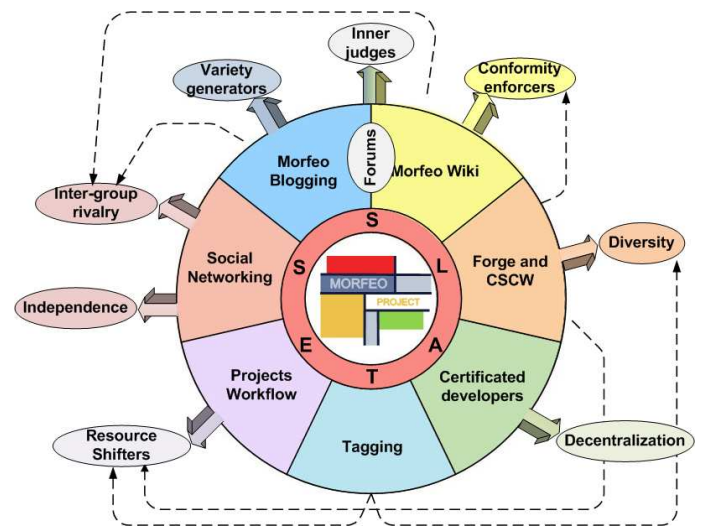 Inner
judges
Variety
generators
Conformity
enforcers
Morfeo
Blogging
Forums
Morfeo Wiki
Inter-group
rivalry
Social
Networking
Forge and
CSCW
Diversity
S
L
A
T
E
S
MORFEO
PROJECT
Independence
Projects
Workflow
Certificated
developers
Tagging
Resource
Shifters
Decentralization